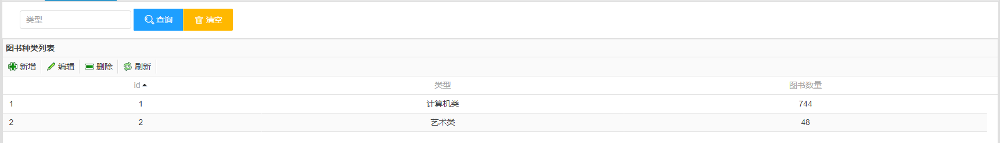 类型 查询 清空
图书种类列表
新增 编辑 删除 刷新
id 类型 图书数量
1 1 计算机类 744
2 2 艺术类 48